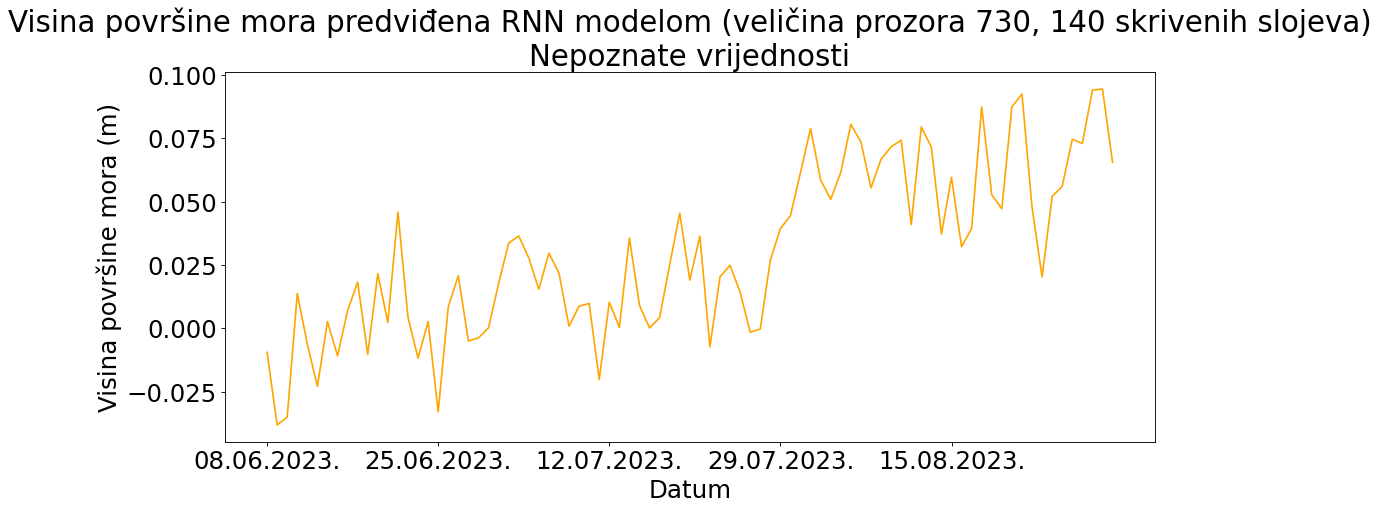 Visina površine mora predviđena RNN modelom (veličina prozora 730, 140 skrivenih slojeva)
Nepoznate vrijednosti
Visina površine mora (m)
0.100
0.075
0.050
0.025
0.000
−0.025
08.06.2023. 25.06.2023. 12.07.2023. 29.07.2023. 15.08.2023.
Datum